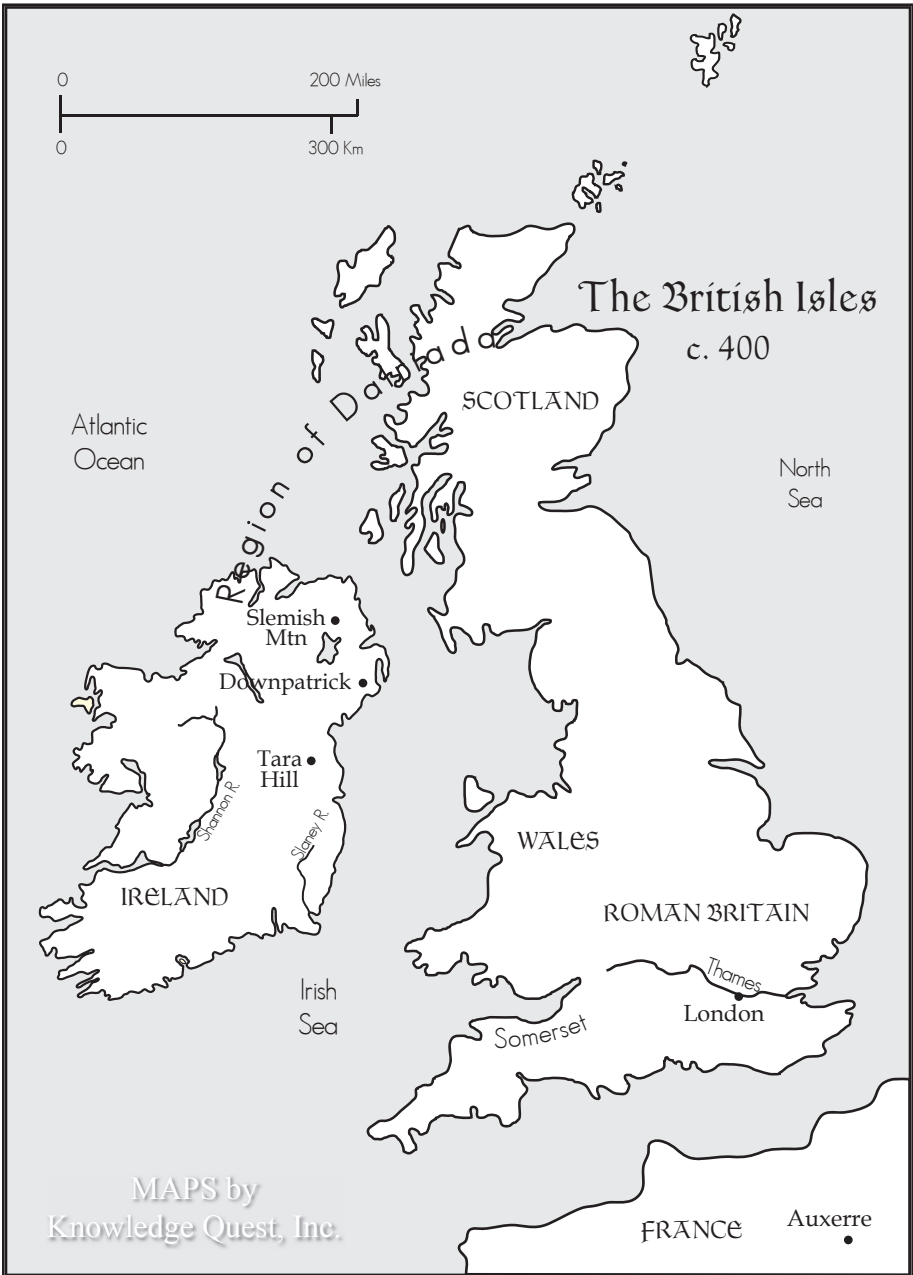 0
200 Miles
0
300 Km
The British Isles
c. 400
Region of Dalriada
SCOTLAND
Atlantic
Ocean
North
Sea
Slemish
Mtn
Downpatrick
Tara
Hill
Shannon R.
Slaney R.
WALES
IRELAND
ROMAN BRITAIN
Thames
London
Irish
Sea
Somerset
MAPS by
Knowledge Quest, Inc.
FRANCE
Auxerre